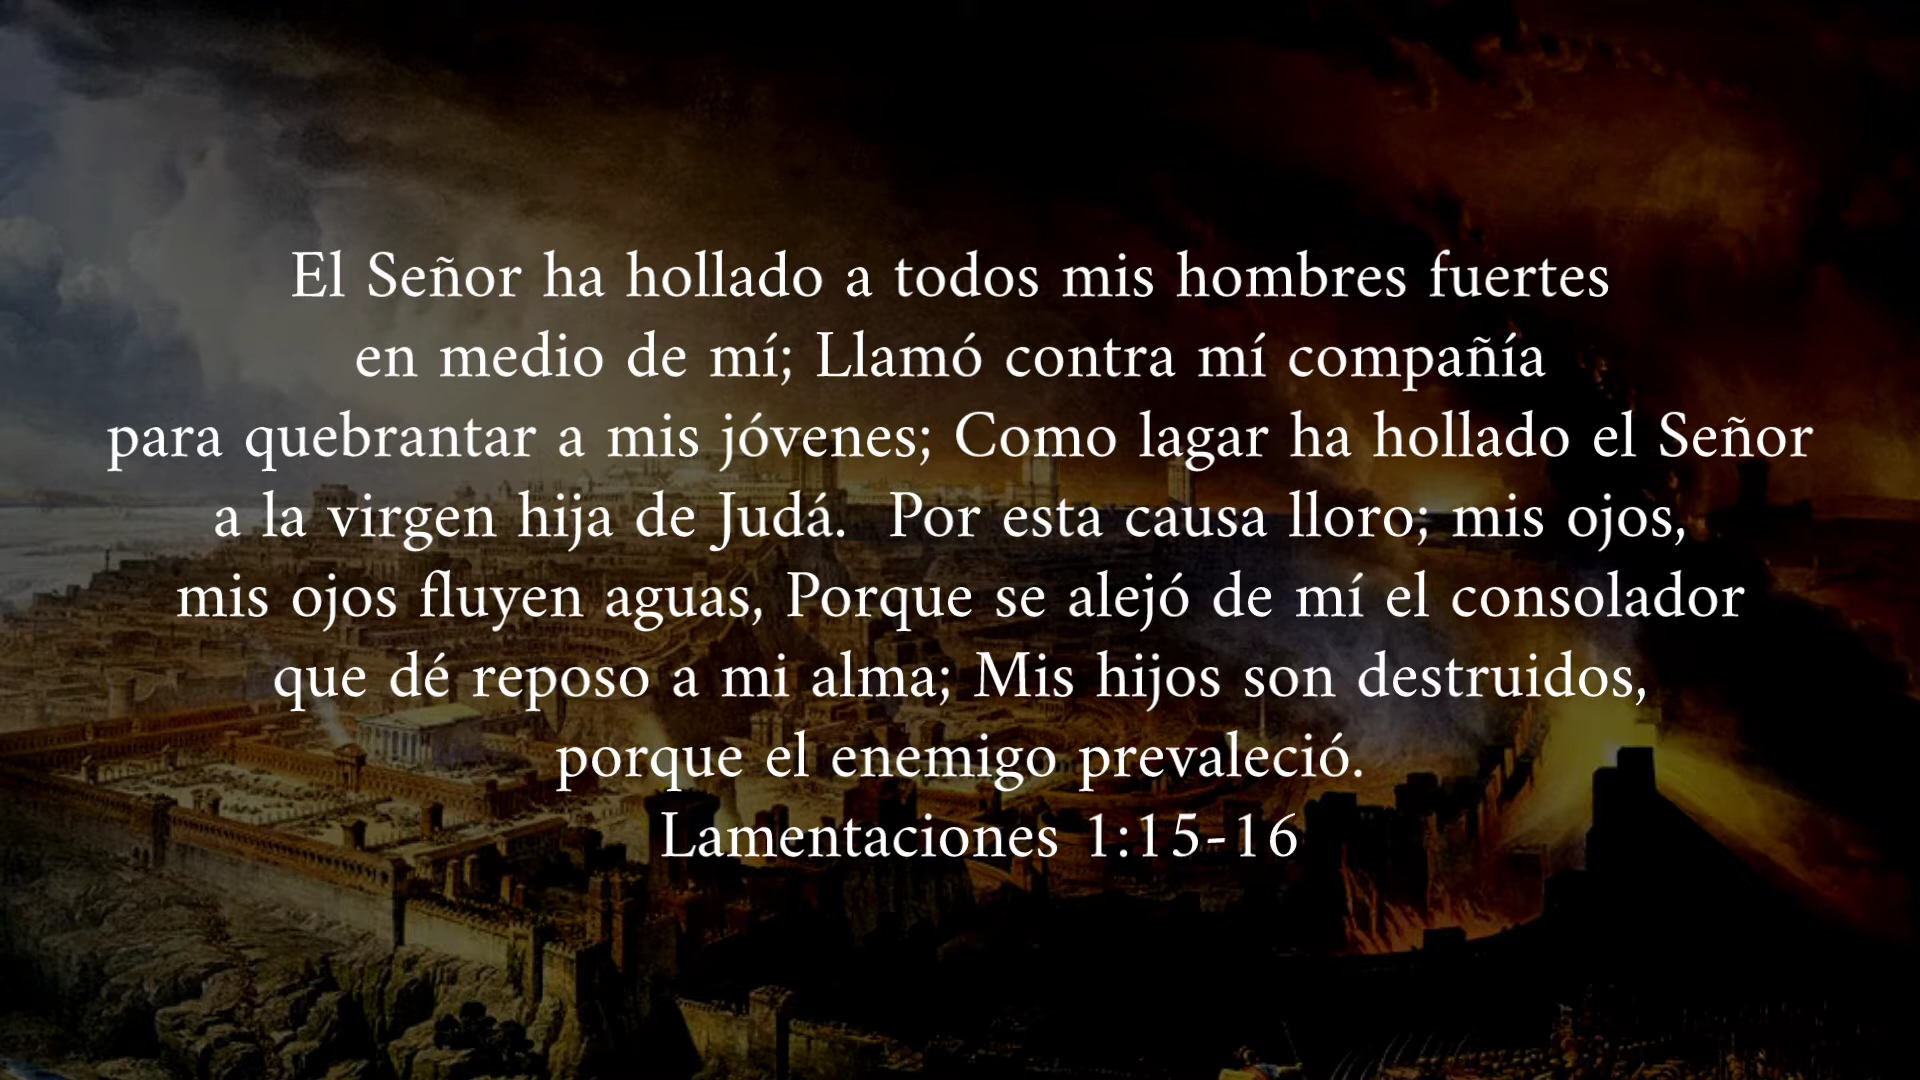 El Señor ha hollado a todos mis hombres fuertes
en medio de mí; Llamó contra mí compañía
para quebrantar a mis jóvenes; Como lagar ha hollado el Señor
a la virgen hija de Judá.  Por esta causa lloro; mis ojos,
mis ojos fluyen aguas, Porque se alejó de mí el consolador
que dé reposo a mi alma; Mis hijos son destruidos,
porque el enemigo prevaleció.
Lamentaciones 1:15-16